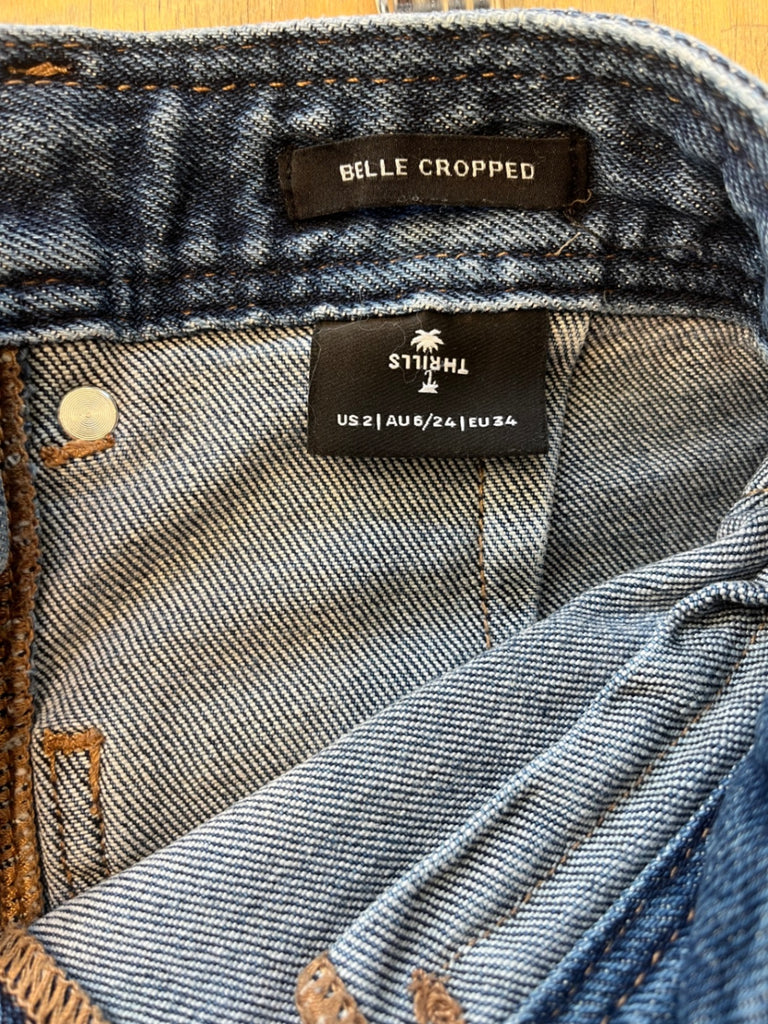 BELLE CROPPED
THRILLS
US 2 | AU 6/24 | EU 34